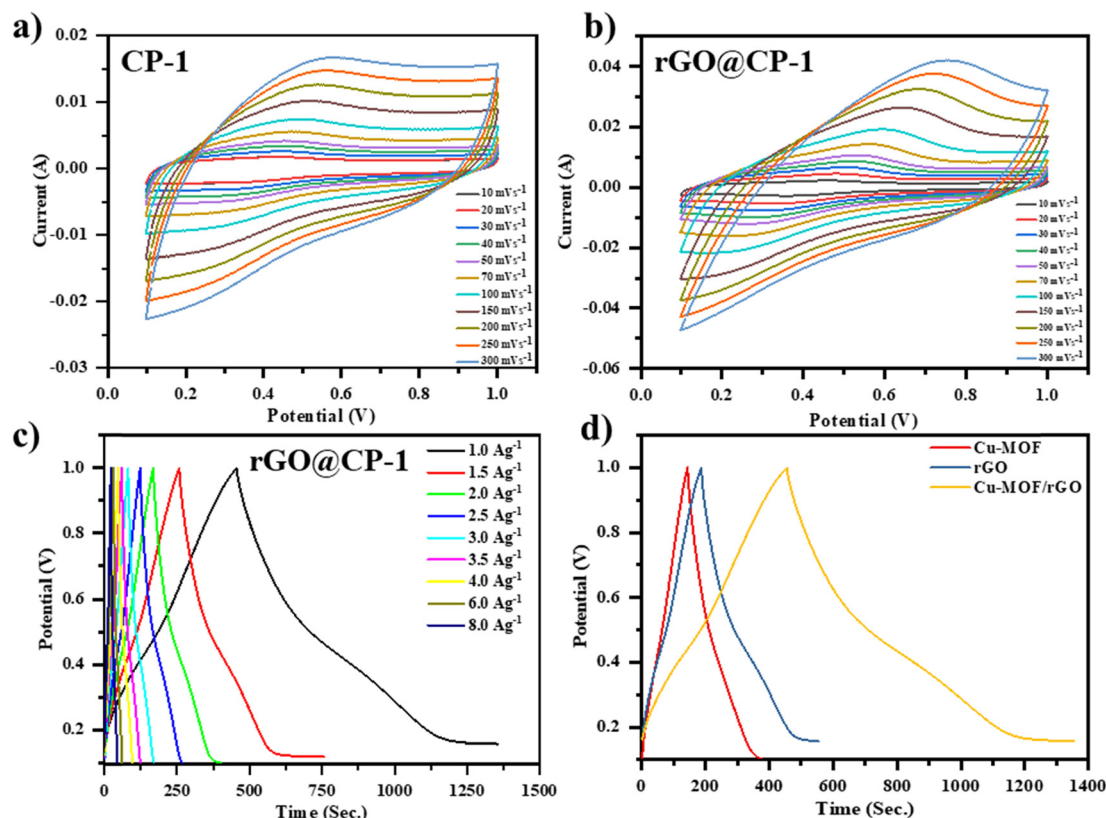 a)
CP-1
0.02
0.01
0.00
-0.01
-0.02
-0.03
Current (A)
10 mVs-1
20 mVs-1
30 mVs-1
40 mVs-1
50 mVs-1
70 mVs-1
100 mVs-1
150 mVs-1
200 mVs-1
250 mVs-1
300 mVs-1
0.0 0.2 0.4 0.6 0.8 1.0
Potential (V)
b)
rGO@CP-1
0.04
0.02
0.00
-0.02
-0.04
-0.06
Current (A)
10 mVs-1
20 mVs-1
30 mVs-1
40 mVs-1
50 mVs-1
70 mVs-1
100 mVs-1
150 mVs-1
200 mVs-1
250 mVs-1
300 mVs-1
0.0 0.2 0.4 0.6 0.8 1.0
Potential (V)
c)
rGO@CP-1
1.0
0.8
0.6
0.4
0.2
Potential (V)
1.0 Ag-1
1.5 Ag-1
2.0 Ag-1
2.5 Ag-1
3.0 Ag-1
3.5 Ag-1
4.0 Ag-1
6.0 Ag-1
8.0 Ag-1
0 250 500 750 1000 1250 1500
Time (Sec.)
d)
Cu-MOF
rGO
Cu-MOF/rGO
1.0
0.8
0.6
0.4
0.2
Potential (V)
0 200 400 600 800 1000 1200 1400
Time (Sec.)